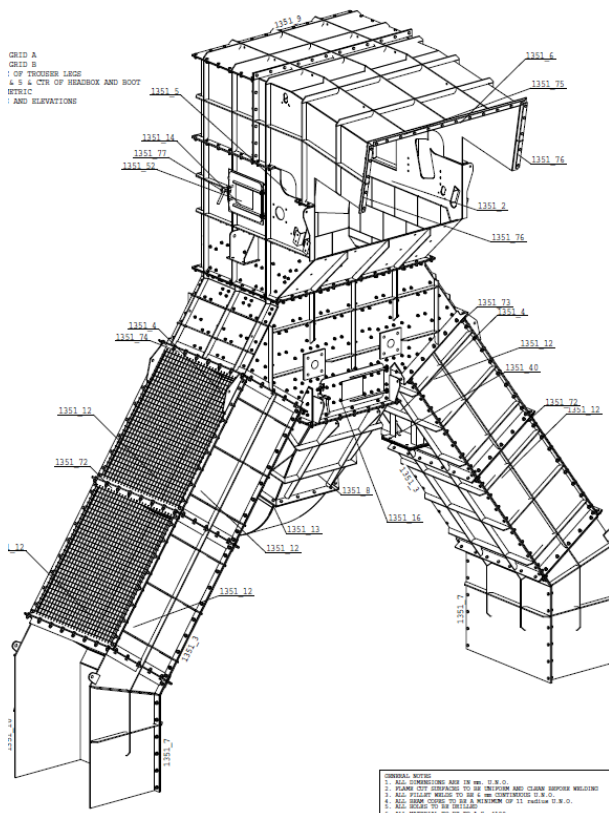 1351_9
GRID A
GRID B
OF TROUSER LEGS
& 5 & CTR OF HEADBOX AND BOOT
METRIC
AND ELEVATIONS
1351_6
1351_75
1351_5
1351_14
1351_77
1351_52
1351_76
1351_2
1351_76
1351_73
1351_4
1351_4
1351_74
1351_12
1351_40
1351_12
1351_72
1351_12
1351_72
1351_3
1351_8
1351_16
1351_13
1351_12
1351_12
1351_12
1351_3
1351_7
1351_7
GENERAL NOTES
1. ALL DIMENSIONS ARE IN mm. U.N.O.
2. FLAME CUT SURFACES TO BE UNIFORM AND CLEAN BEFORE WELDING
3. ALL FILLET WELDS TO BE 6 mm CONTINUOUS U.N.O.
4. ALL BEAM COPES TO BE A MINIMUM OF 11 radius U.N.O.
5. ALL HOLES TO BE DRILLED